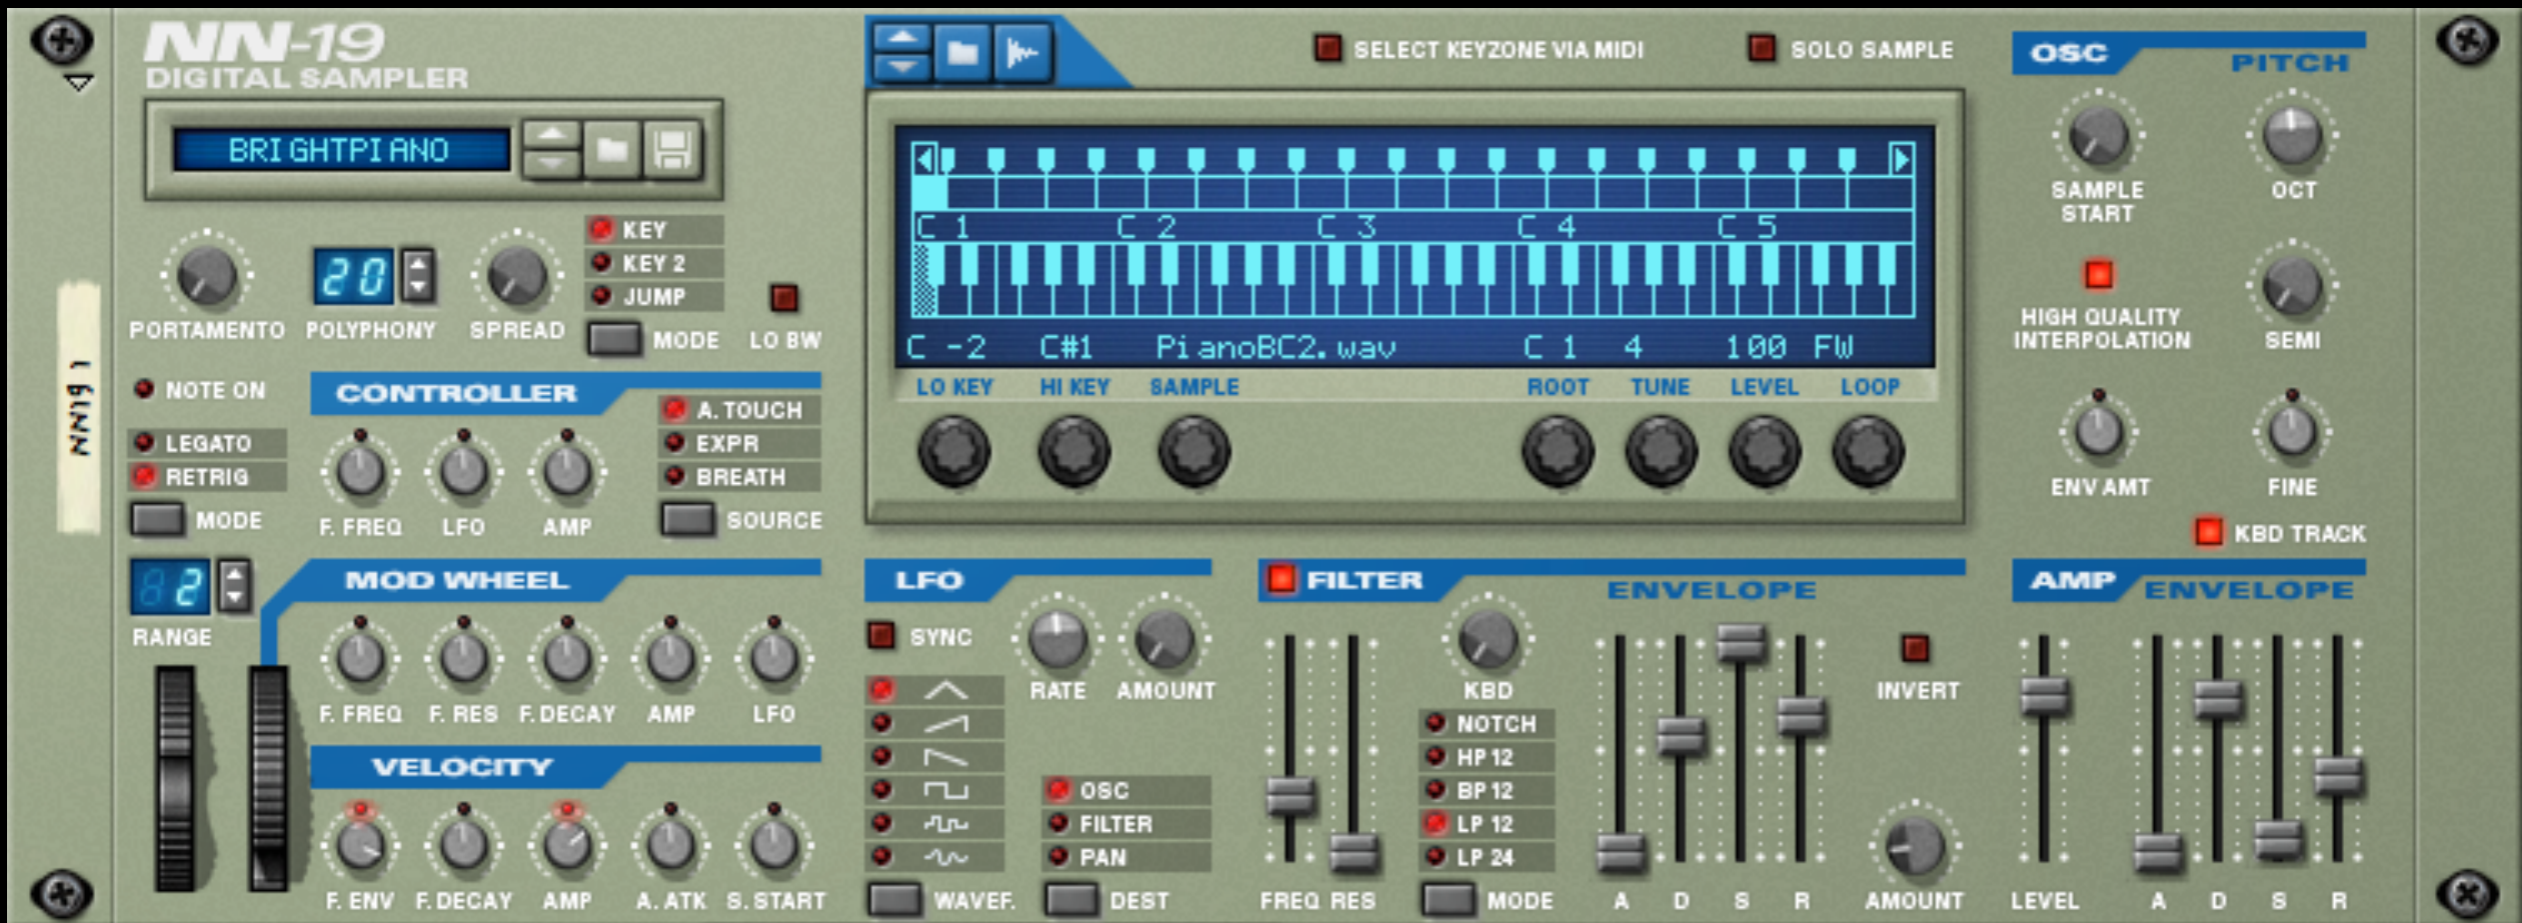 NN-19
DIGITAL SAMPLER
BRIGHTPIANO
PORTAMENTO
20
POLYPHONY
SPREAD
KEY
KEY 2
JUMP
MODE
LO BW
NN19 1
NOTE ON
LEGATO
RETRIG
MODE
CONTROLLER
F. FREQ
LFO
AMP
A. TOUCH
EXPR
BREATH
SOURCE
2
RANGE
MOD WHEEL
F. FREQ
F. RES
F. DECAY
AMP
LFO
VELOCITY
F. ENV
F. DECAY
AMP
A. ATK
S. START
SELECT KEYZONE VIA MIDI
SOLO SAMPLE
C 1 C 2 C 3 C 4 C 5
C -2 C#1 PianoBC2.wav C 1 4 100 FW
LO KEY HI KEY SAMPLE ROOT TUNE LEVEL LOOP
LFO
SYNC
RATE
AMOUNT
OSC
FILTER
PAN
WAVEF.
DEST
FILTER
ENVELOPE
FREQ RES
KBD
NOTCH
HP 12
BP 12
LP 12
LP 24
MODE
A D S R
INVERT
AMOUNT
OSC
PITCH
SAMPLE
START
OCT
HIGH QUALITY
INTERPOLATION
SEMI
ENV AMT
FINE
KBD TRACK
AMP
ENVELOPE
LEVEL
A D S R